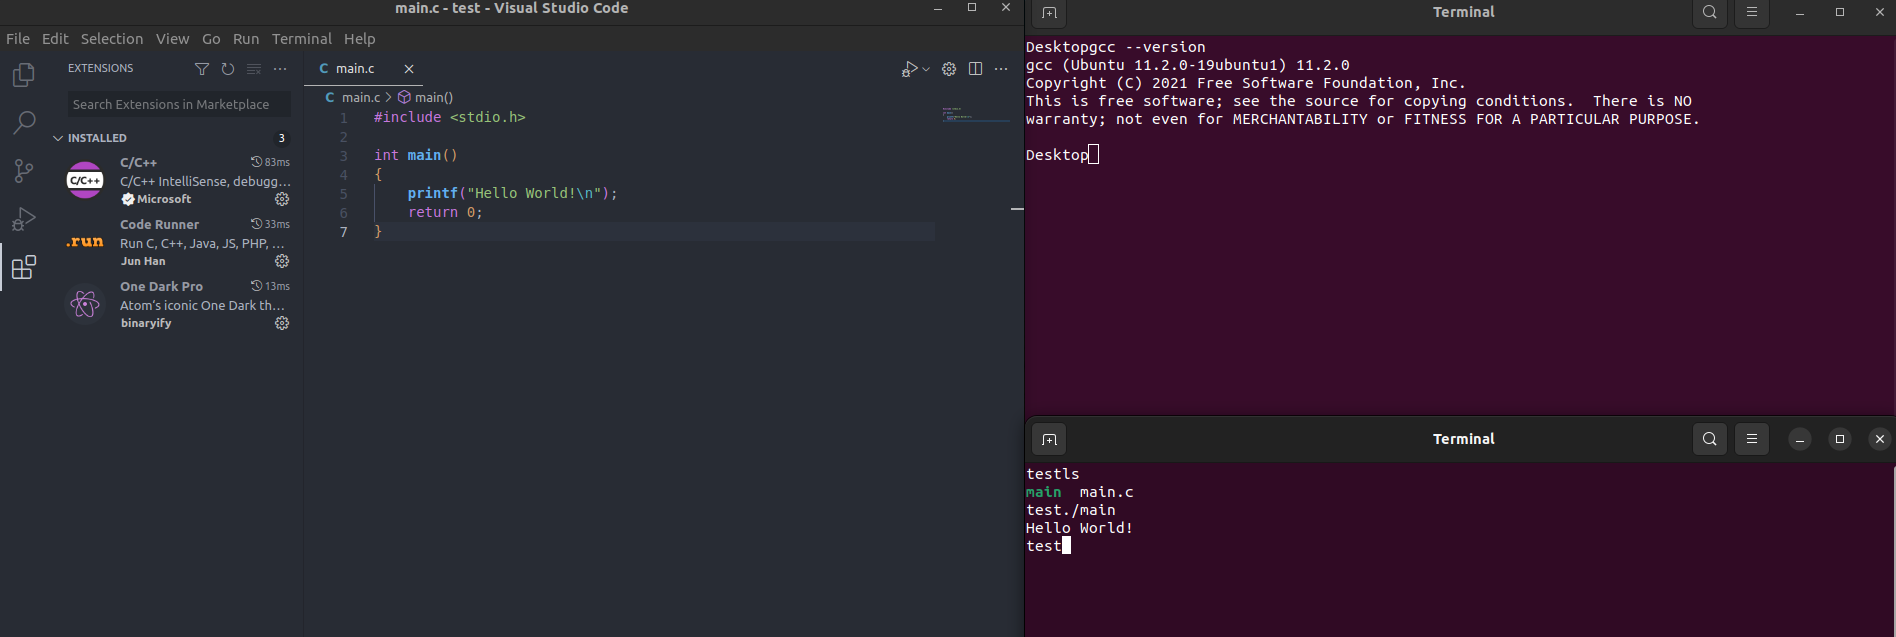 main.c - test - Visual Studio Code
File Edit Selection View Go Run Terminal Help
EXTENSIONS
Search Extensions in Marketplace
INSTALLED 3
C/C++
C/C++ 83ms
C/C++ IntelliSense, debugg...
Microsoft
.run
Code Runner 33ms
Run C, C++, Java, JS, PHP, ...
Jun Han
One Dark Pro 13ms
Atom's iconic One Dark th...
binaryify
C main.c
C main.c > main()
1 #include <stdio.h>
2
3 int main()
4 {
5     printf("Hello World!\n");
6     return 0;
7 }
Terminal
Desktopgcc --version
gcc (Ubuntu 11.2.0-19ubuntu1) 11.2.0
Copyright (C) 2021 Free Software Foundation, Inc.
This is free software; see the source for copying conditions.  There is NO
warranty; not even for MERCHANTABILITY or FITNESS FOR A PARTICULAR PURPOSE.
Desktop
Terminal
testls
main  main.c
test./main
Hello World!
test